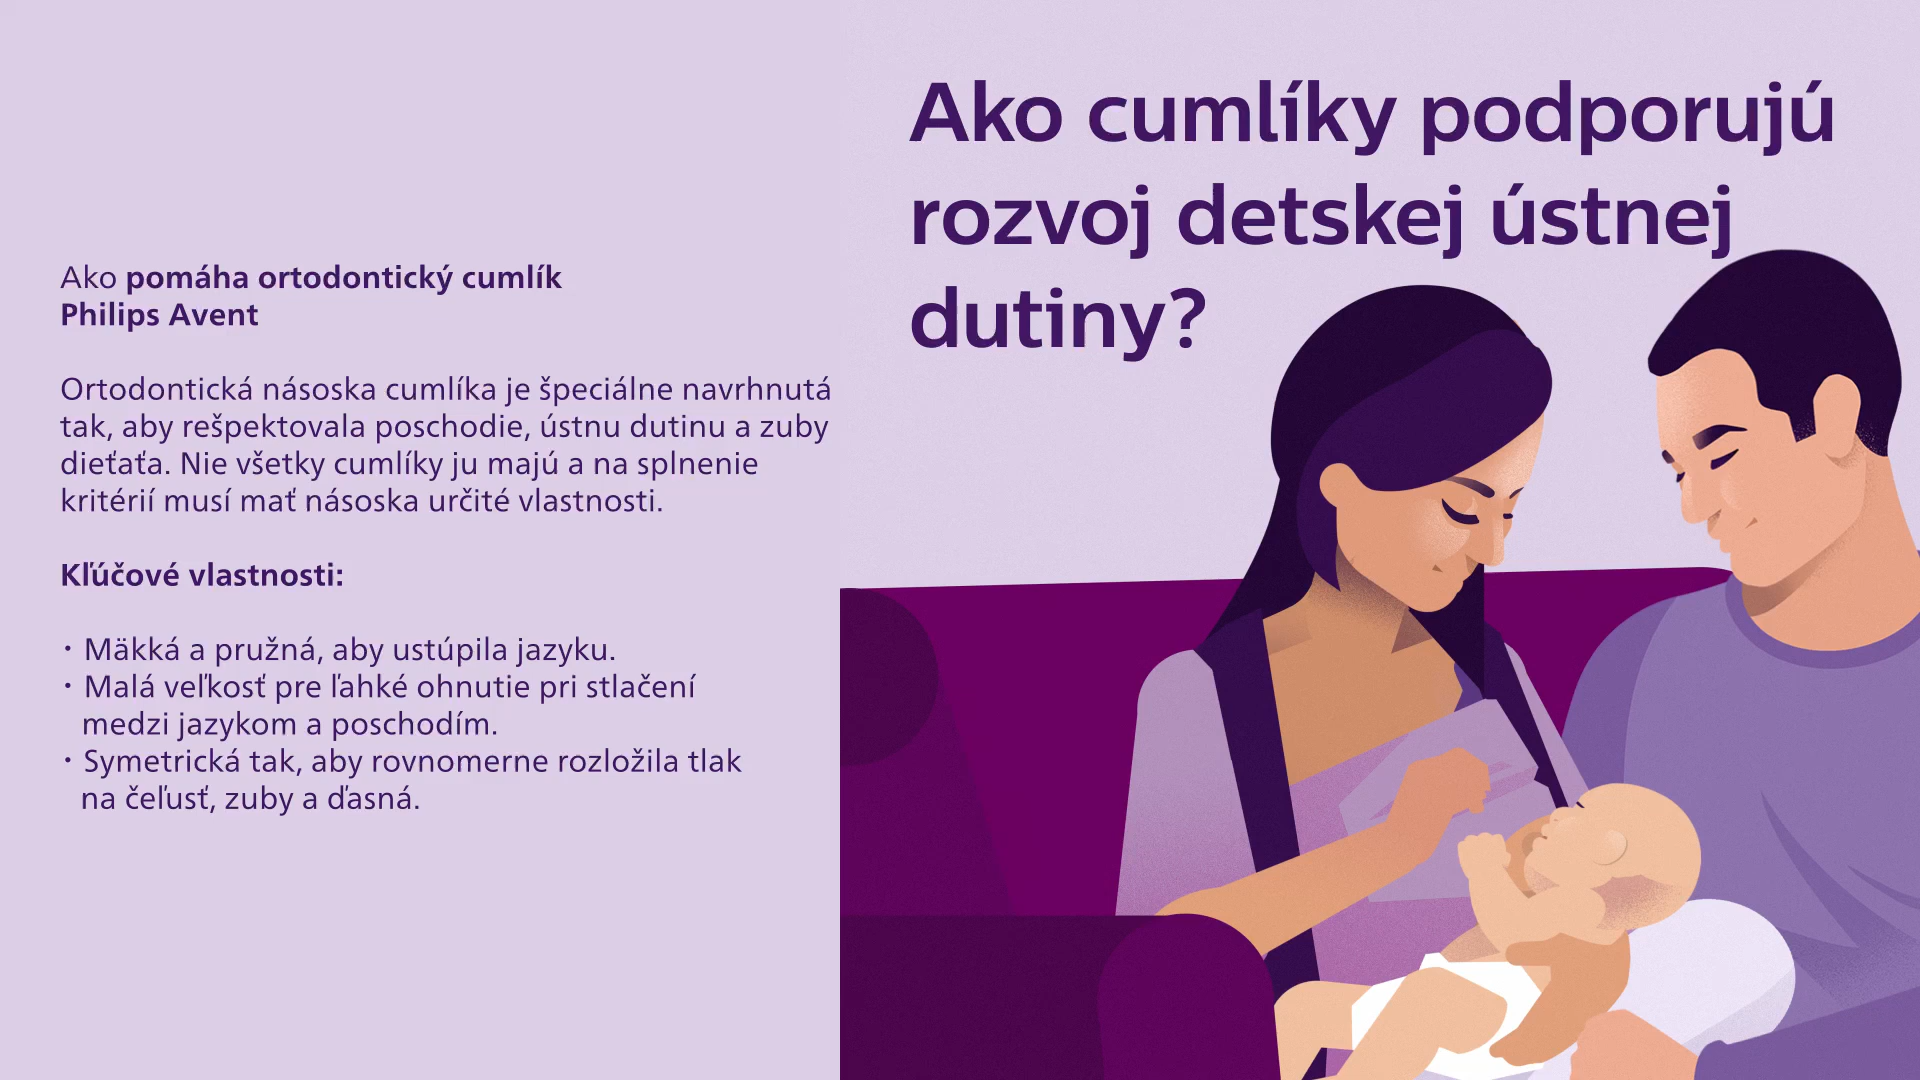 Ako cumlíky podporujú
rozvoj detskej ústnej
dutiny?
Ako pomáha ortodontický cumlík
Philips Avent
Ortodontická násoska cumlíka je špeciálne navrhnutá
tak, aby rešpektovala poschodie, ústnu dutinu a zuby
dieťaťa. Nie všetky cumlíky ju majú a na splnenie
kritérií musí mať násoska určité vlastnosti.
Kľúčové vlastnosti:
· Mäkká a pružná, aby ustúpila jazyku.
· Malá veľkosť pre ľahké ohnutie pri stlačení
medzi jazykom a poschodím.
· Symetrická tak, aby rovnomerne rozložila tlak
na čeľusť, zuby a ďasná.